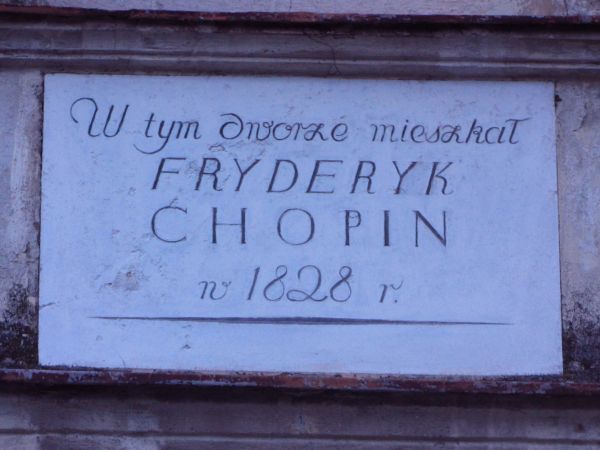 W tym dworze mieszkał
FRYDERYK
CHOPIN
w 1828 r.